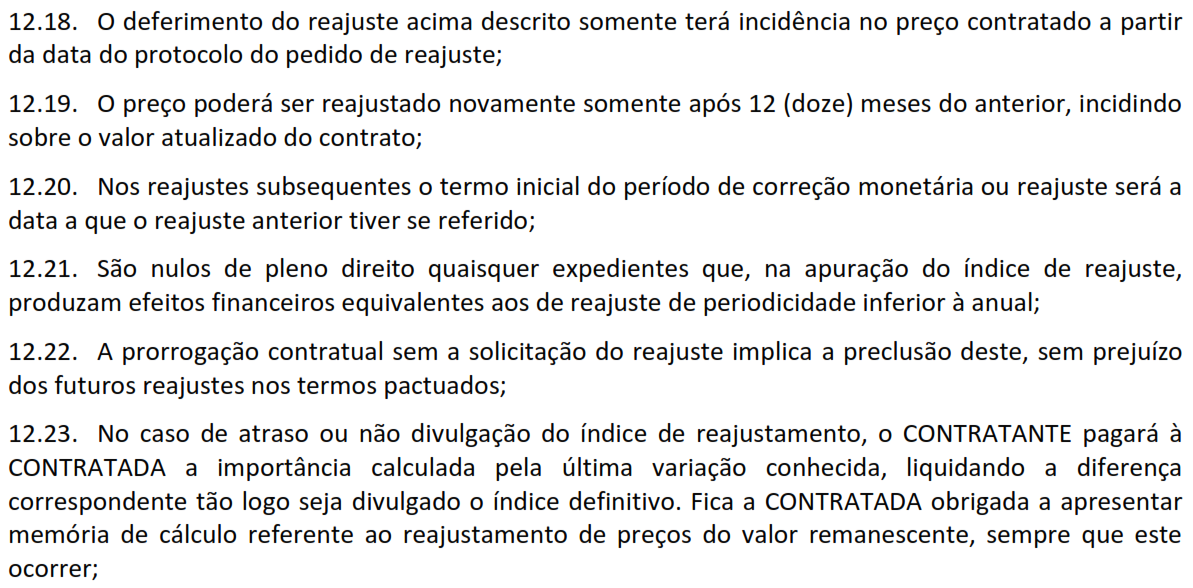 12.18. O deferimento do reajuste acima descrito somente terá incidência no preço contratado a partir
da data do protocolo do pedido de reajuste;
12.19. O preço poderá ser reajustado novamente somente após 12 (doze) meses do anterior, incidindo
sobre o valor atualizado do contrato;
12.20. Nos reajustes subsequentes o termo inicial do período de correção monetária ou reajuste será a
data a que o reajuste anterior tiver se referido;
12.21. São nulos de pleno direito quaisquer expedientes que, na apuração do índice de reajuste,
produzam efeitos financeiros equivalentes aos de reajuste de periodicidade inferior à anual;
12.22. A prorrogação contratual sem a solicitação do reajuste implica a preclusão deste, sem prejuízo
dos futuros reajustes nos termos pactuados;
12.23. No caso de atraso ou não divulgação do índice de reajustamento, o CONTRATANTE pagará à
CONTRATADA a importância calculada pela última variação conhecida, liquidando a diferença
correspondente tão logo seja divulgado o índice definitivo. Fica a CONTRATADA obrigada a apresentar
memória de cálculo referente ao reajustamento de preços do valor remanescente, sempre que este
ocorrer;